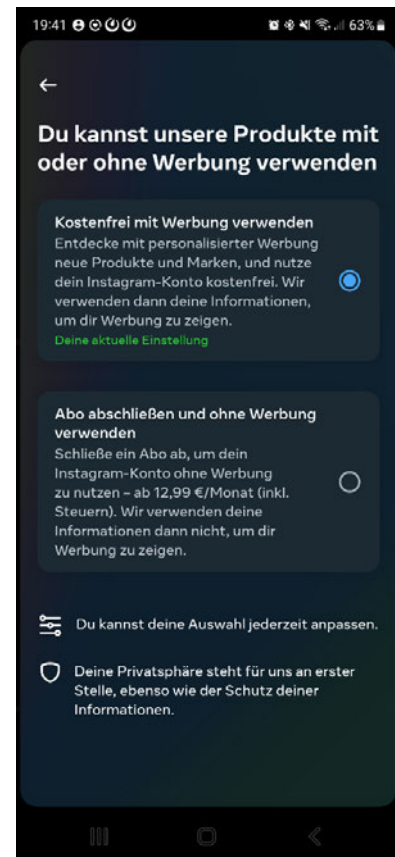 19:41
63%
Du kannst unsere Produkte mit
oder ohne Werbung verwenden
Kostenfrei mit Werbung verwenden
Entdecke mit personalisierter Werbung
neue Produkte und Marken, und nutze
dein Instagram-Konto kostenfrei. Wir
verwenden dann deine Informationen,
um dir Werbung zu zeigen.
Deine aktuelle Einstellung
Abo abschließen und ohne Werbung
verwenden
Schließe ein Abo ab, um dein
Instagram-Konto ohne Werbung
zu nutzen – ab 12,99 €/Monat (inkl.
Steuern). Wir verwenden deine
Informationen dann nicht, um dir
Werbung zu zeigen.
Du kannst deine Auswahl jederzeit anpassen.
Deine Privatsphäre steht für uns an erster
Stelle, ebenso wie der Schutz deiner
Informationen.